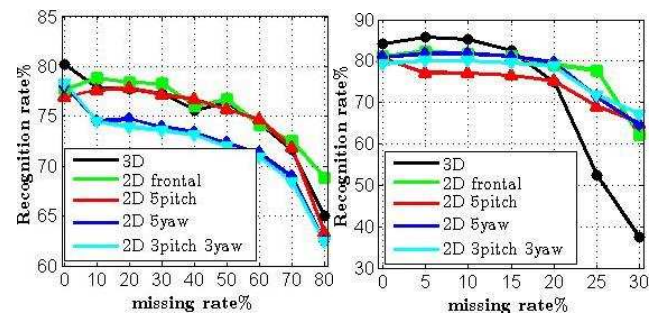 85
80
75
70
65
60
Recognition rate%
3D
2D frontal
2D 5pitch
2D 5yaw
2D 3pitch 3yaw
0 10 20 30 40 50 60 70 80
missing rate%
90
80
70
60
50
40
30
Recognition rate%
3D
2D frontal
2D 5pitch
2D 5yaw
2D 3pitch 3yaw
0 5 10 15 20 25 30
missing rate%